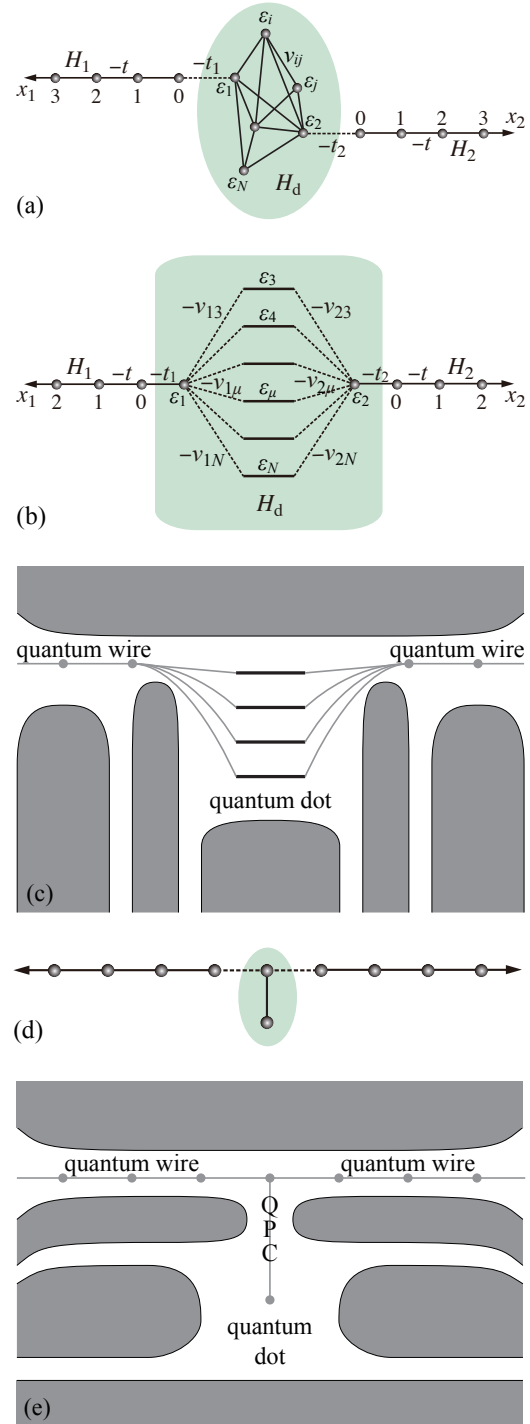 εi
vij
H1 −t −t1
ε1 εj
x1 3 2 1 0
ε2 0 1 2 3 x2
−t2 −t H2
εN Hd
(a)
ε3
−v13 −v23
ε4
H1 −t −t1 −t2 −t H2
−v1μ εμ −v2μ
x1 2 1 0 ε1 ε2 0 1 2 x2
−v1N εN −v2N
Hd
(b)
quantum wire quantum wire
quantum dot
(c)
(d)
quantum wire quantum wire
Q
P
C
quantum
dot
(e)